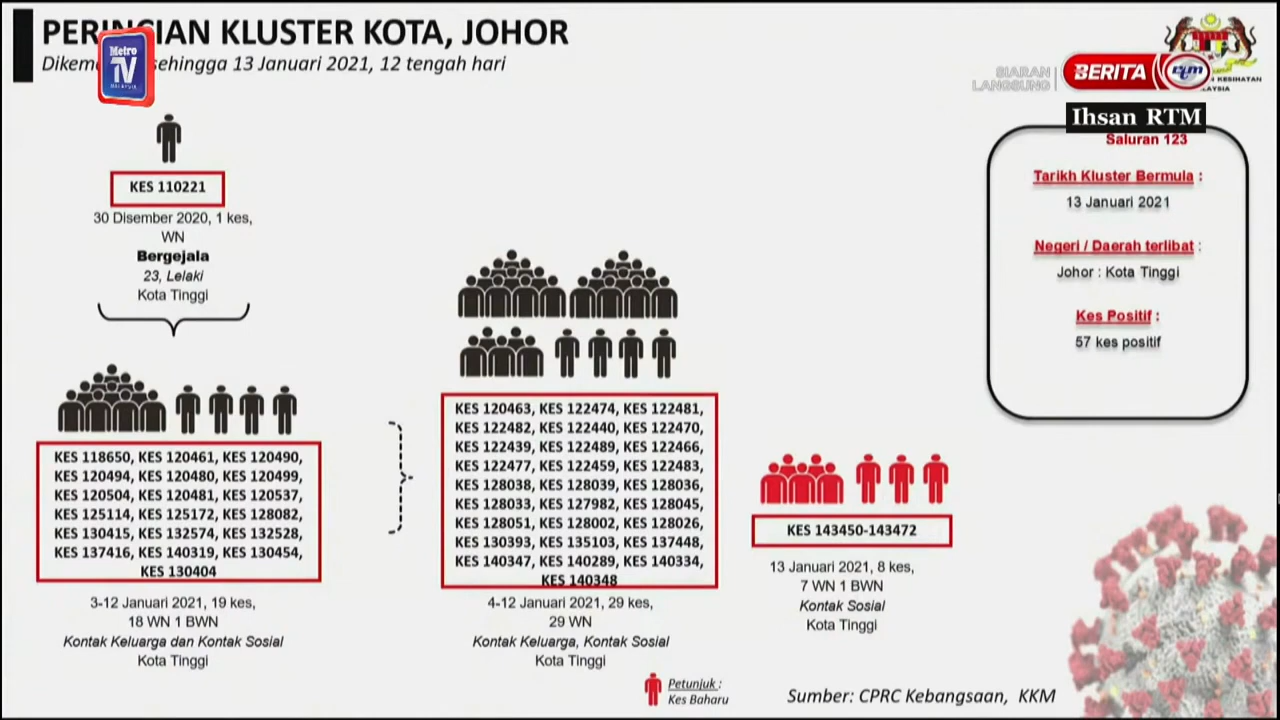 PERINCIAN KLUSTER KOTA, JOHOR
sehingga 13 Januari 2021, 12 tengah hari
Metro
TV
MALAYSIA
SIARAN
LANGSUNG
BERITA
rtm
Ihsan RTM
Saluran 123
Tarikh Kluster Bermula :
13 Januari 2021
Negeri / Daerah terlibat :
Johor : Kota Tinggi
Kes Positif :
57 kes positif
KES 110221
30 Disember 2020, 1 kes,
WN
Bergejala
23, Lelaki
Kota Tinggi
KES 118650, KES 120461, KES 120490,
KES 120494, KES 120480, KES 120499,
KES 120504, KES 120481, KES 120537,
KES 125114, KES 125172, KES 128082,
KES 130415, KES 132574, KES 132528,
KES 137416, KES 140319, KES 130454,
KES 130404
3-12 Januari 2021, 19 kes,
18 WN 1 BWN
Kontak Keluarga dan Kontak Sosial
Kota Tinggi
KES 120463, KES 122474, KES 122481,
KES 122482, KES 122440, KES 122470,
KES 122439, KES 122489, KES 122466,
KES 122477, KES 122459, KES 122483,
KES 128038, KES 128039, KES 128036,
KES 128033, KES 127982, KES 128045,
KES 128051, KES 128002, KES 128026,
KES 130393, KES 135103, KES 137448,
KES 140347, KES 140289, KES 140334,
KES 140348
4-12 Januari 2021, 29 kes,
29 WN
Kontak Keluarga, Kontak Sosial
Kota Tinggi
KES 143450-143472
13 Januari 2021, 8 kes,
7 WN 1 BWN
Kontak Sosial
Kota Tinggi
Petunjuk :
Kes Baharu
Sumber: CPRC Kebangsaan, KKM